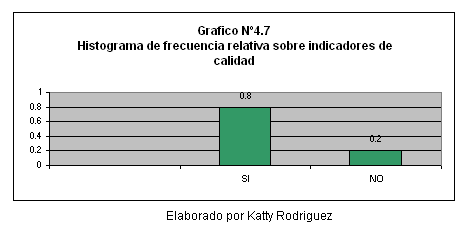 Grafico N°4.7
Histograma de frecuencia relativa sobre indicadores de
calidad
1
0.8
0.6
0.4
0.2
0
0.8
0.2
SI NO
Elaborado por Katty Rodriguez